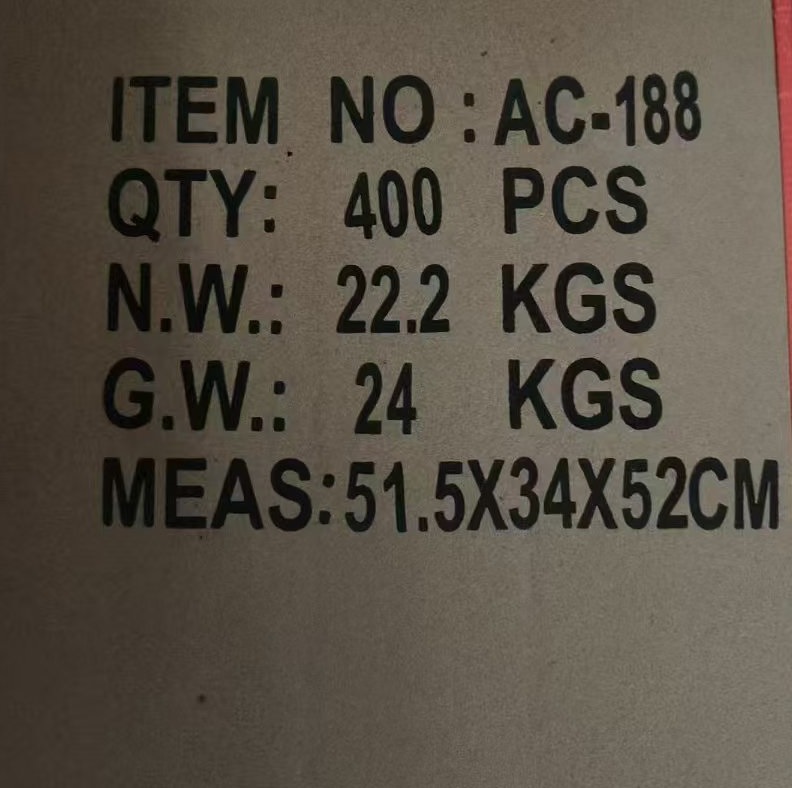 ITEM NO : AC-188
QTY: 400 PCS
N.W.: 22.2 KGS
G.W.: 24 KGS
MEAS:51.5X34X52CM